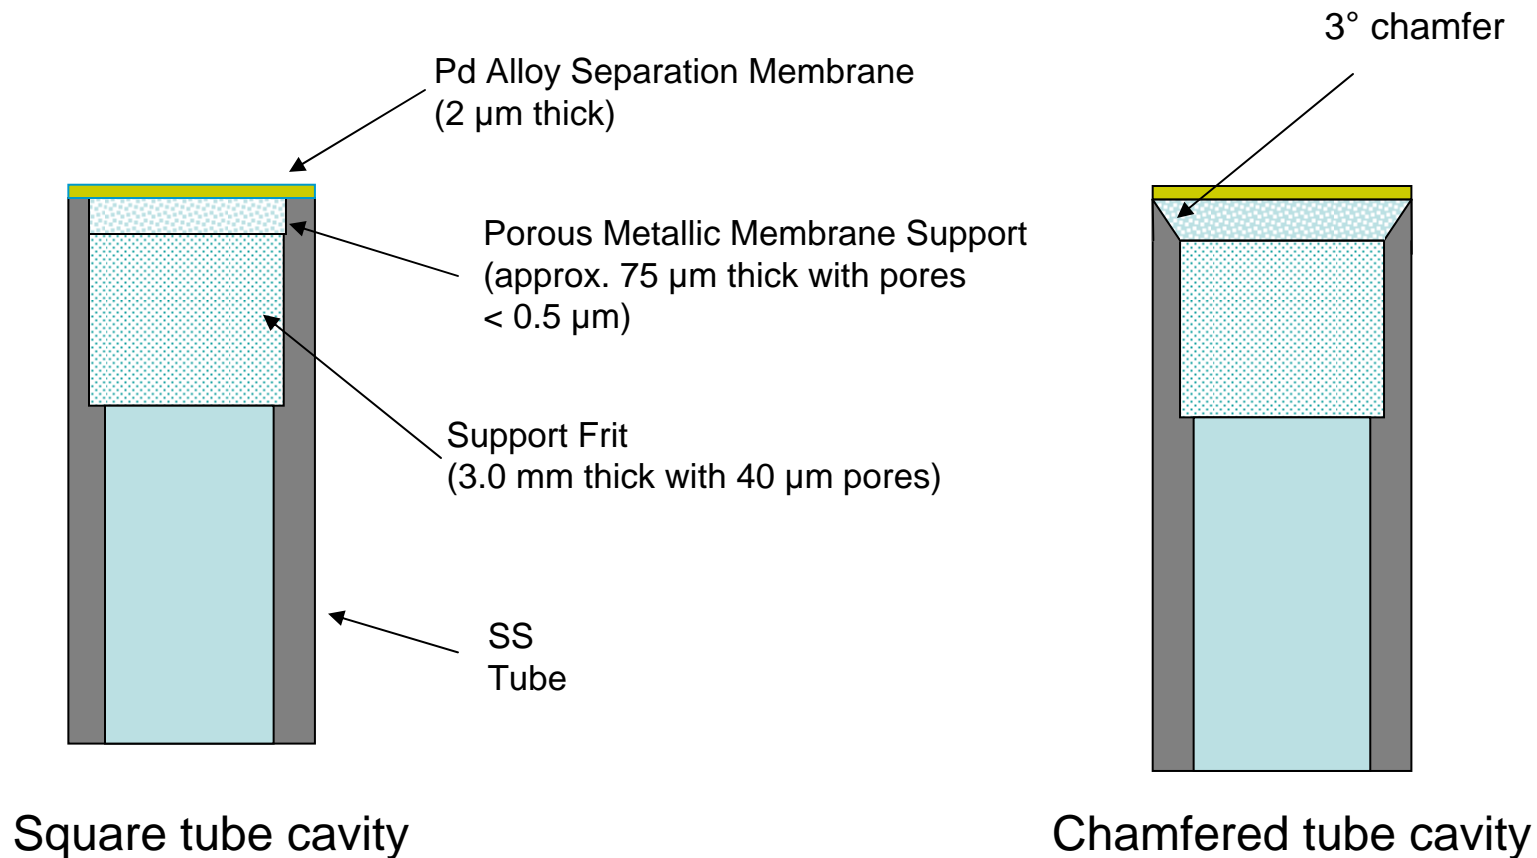 3° chamfer
Pd Alloy Separation Membrane
(2 µm thick)
Porous Metallic Membrane Support
(approx. 75 µm thick with pores
< 0.5 µm)
Support Frit
(3.0 mm thick with 40 µm pores)
SS
Tube
Square tube cavity
Chamfered tube cavity